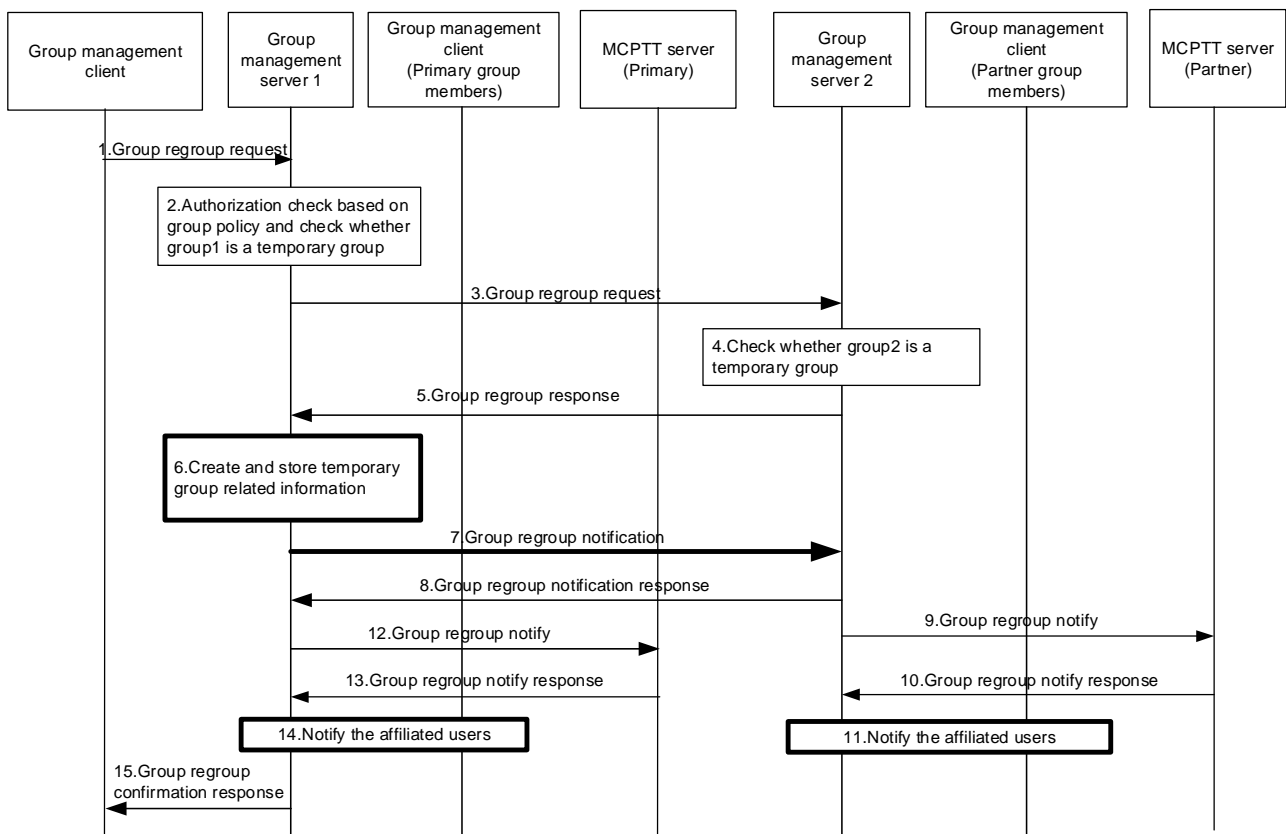 Group management
client
Group
management
server 1
Group management
client
(Primary group
members)
MCPTT server
(Primary)
Group
management
server 2
Group management
client
(Partner group
members)
MCPTT server
(Partner)
1.Group regroup request
2.Authorization check based on
group policy and check whether
group1 is a temporary group
3.Group regroup request
4.Check whether group2 is a
temporary group
5.Group regroup response
6.Create and store temporary
group related information
7.Group regroup notification
8.Group regroup notification response
9.Group regroup notify
12.Group regroup notify
13.Group regroup notify response
10.Group regroup notify response
14.Notify the affiliated users
11.Notify the affiliated users
15.Group regroup
confirmation response